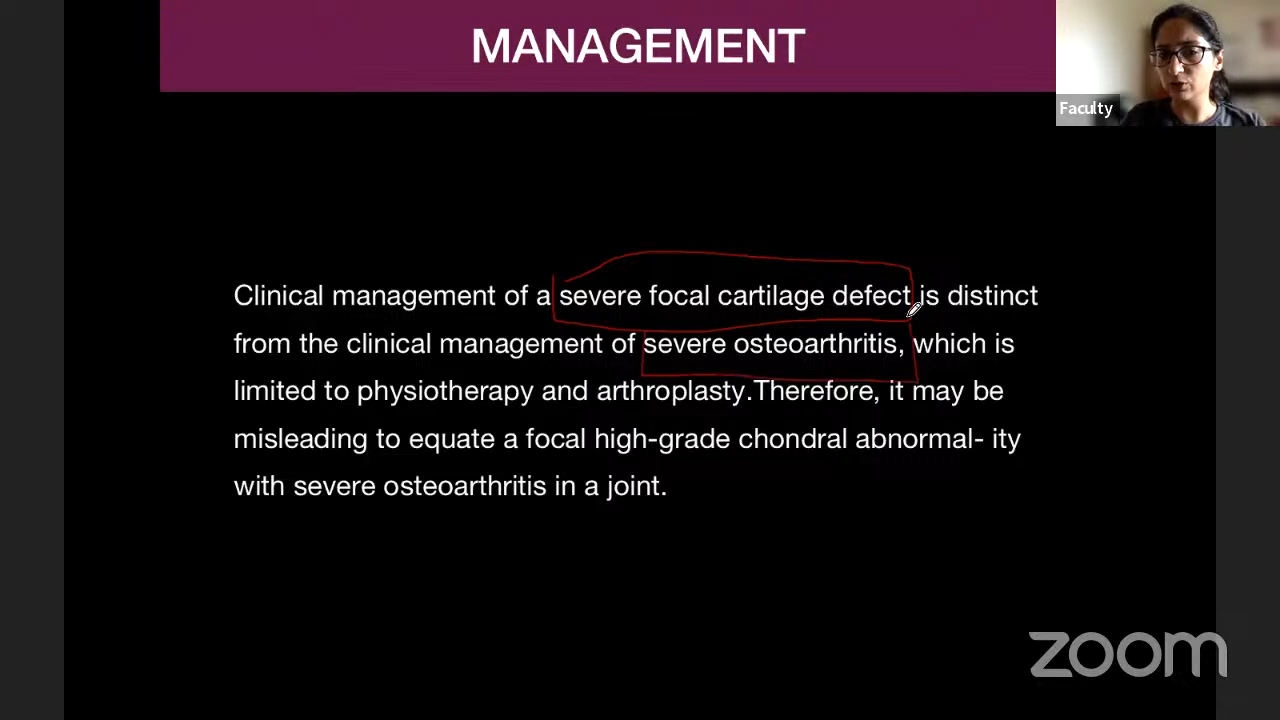 MANAGEMENT
Faculty
Clinical management of a severe focal cartilage defect is distinct
from the clinical management of severe osteoarthritis, which is
limited to physiotherapy and arthroplasty.Therefore, it may be
misleading to equate a focal high-grade chondral abnormal- ity
with severe osteoarthritis in a joint.
zoom